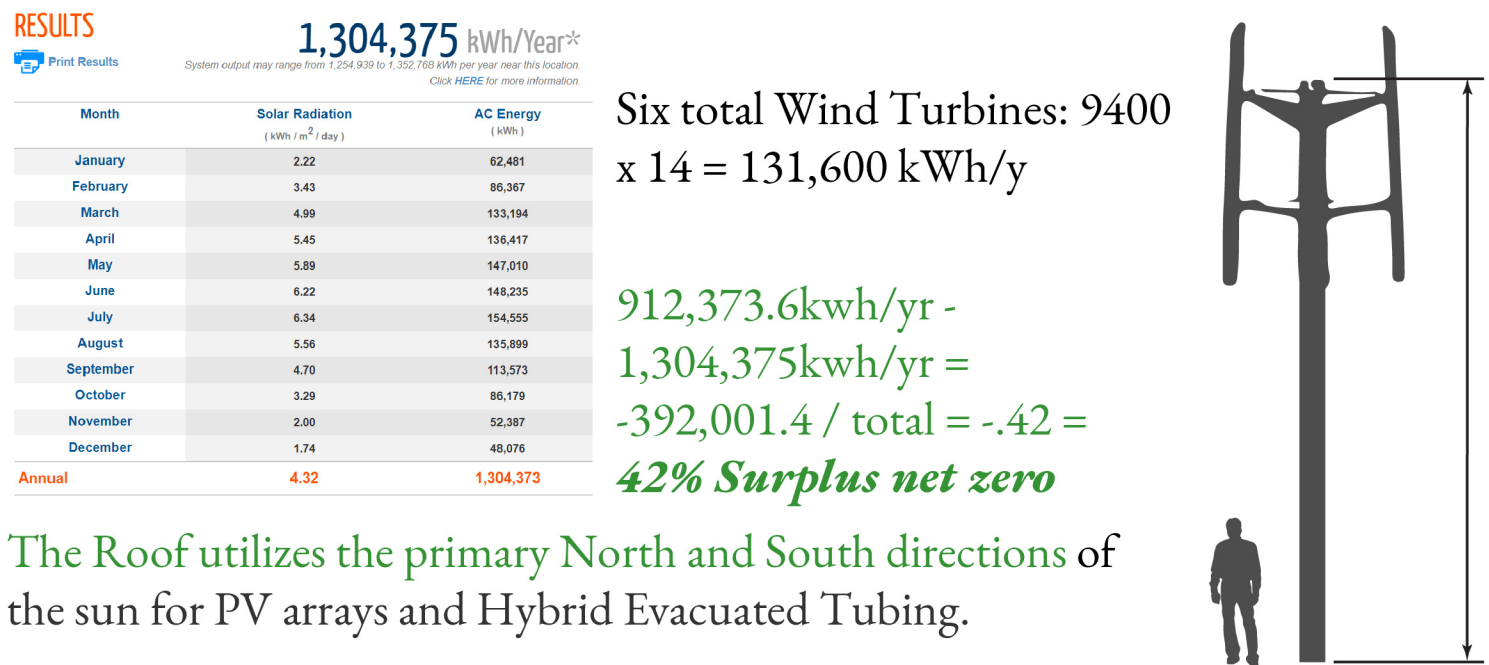 RESULTS
Print Results
1,304,375 kWh/Year*
System output may range from 1,254,939 to 1,352,768 kWh per year near this location.
Click HERE for more information.
Month Solar Radiation AC Energy
( kWh / m2 / day ) ( kWh )
January 2.22 62,481
February 3.43 86,367
March 4.99 133,194
April 5.45 136,417
May 5.89 147,010
June 6.22 148,235
July 6.34 154,555
August 5.56 135,899
September 4.70 113,573
October 3.29 86,179
November 2.00 52,387
December 1.74 48,076
Annual 4.32 1,304,373
Six total Wind Turbines: 9400
x 14 = 131,600 kWh/y
912,373.6kwh/yr -
1,304,375kwh/yr =
-392,001.4 / total = -.42 =
42% Surplus net zero
The Roof utilizes the primary North and South directions of
the sun for PV arrays and Hybrid Evacuated Tubing.